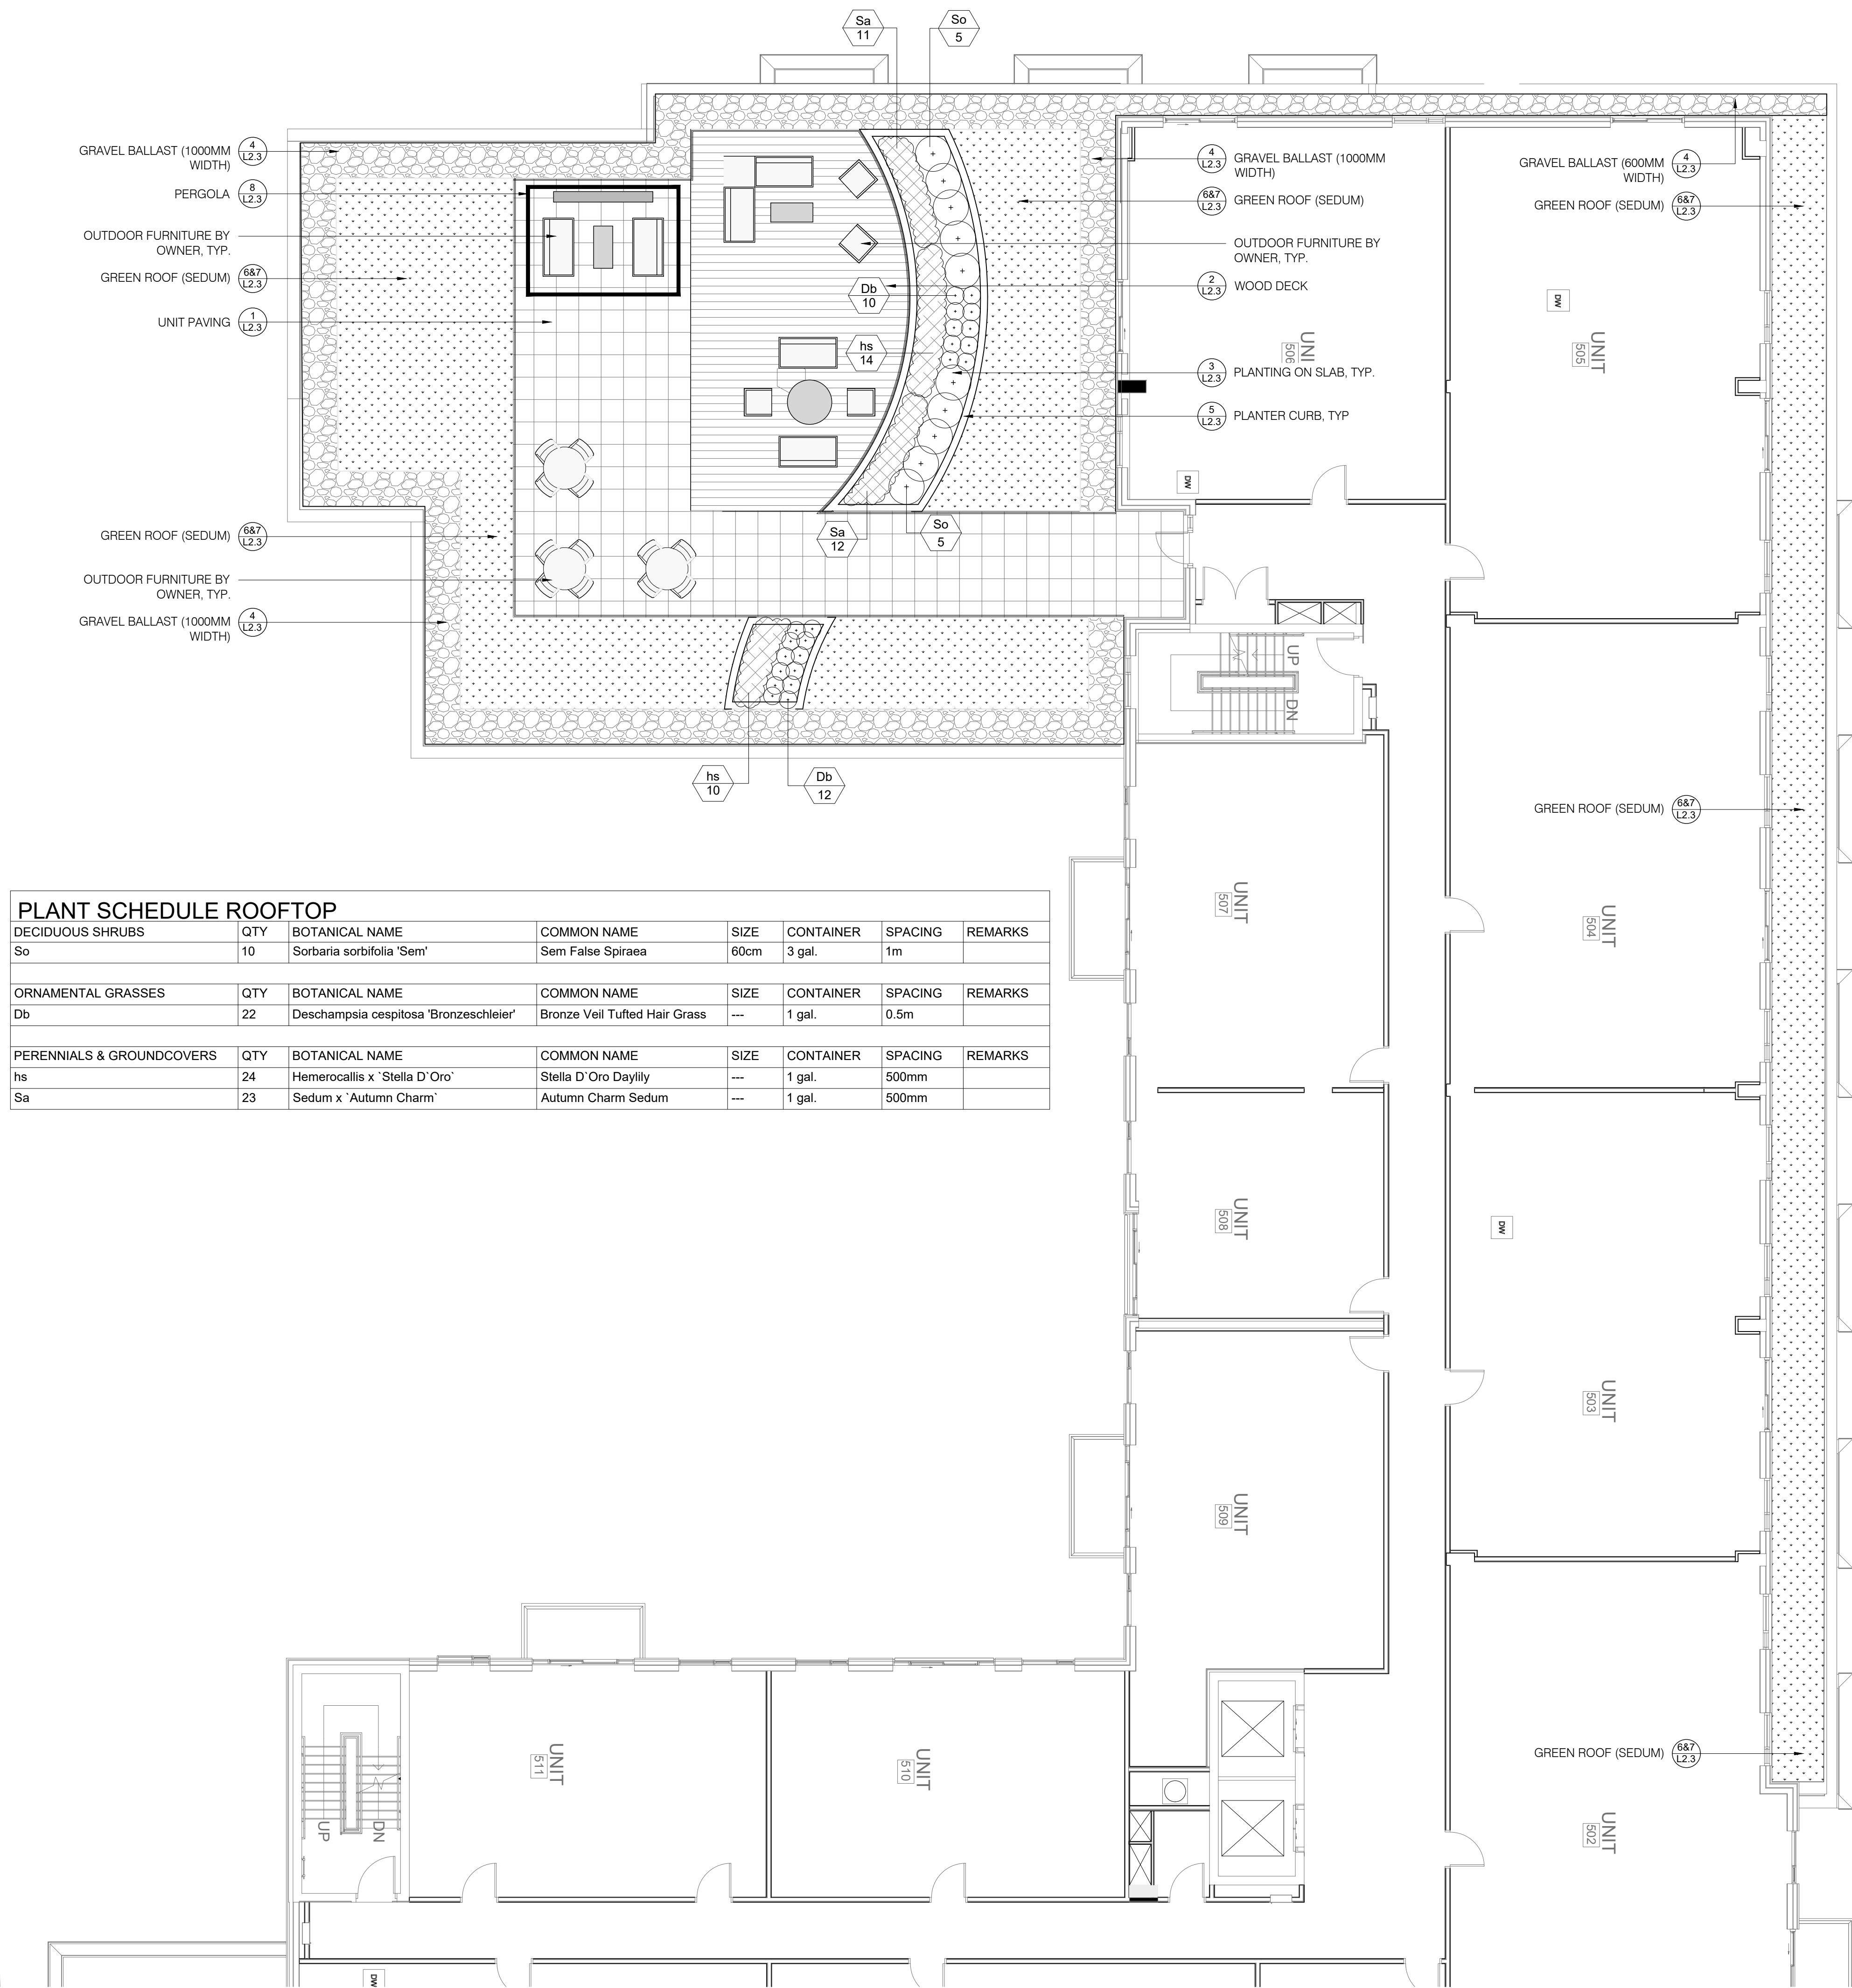 Sa
11
So
5
GRAVEL BALLAST (1000MM
WIDTH)
4
L2.3
PERGOLA
8
L2.3
OUTDOOR FURNITURE BY
OWNER, TYP.
GREEN ROOF (SEDUM)
6&7
L2.3
UNIT PAVING
1
L2.3
GREEN ROOF (SEDUM)
6&7
L2.3
OUTDOOR FURNITURE BY
OWNER, TYP.
GRAVEL BALLAST (1000MM
WIDTH)
4
L2.3
Db
10
hs
14
Sa
12
So
5
hs
10
Db
12
4
L2.3
GRAVEL BALLAST (1000MM
WIDTH)
6&7
L2.3
GREEN ROOF (SEDUM)
OUTDOOR FURNITURE BY
OWNER, TYP.
2
L2.3
WOOD DECK
3
L2.3
PLANTING ON SLAB, TYP.
5
L2.3
PLANTER CURB, TYP
GRAVEL BALLAST (600MM
WIDTH)
4
L2.3
GREEN ROOF (SEDUM)
6&7
L2.3
DW
UNI
506
UNIT
505
DW
UP
DN
GREEN ROOF (SEDUM)
6&7
L2.3
PLANT SCHEDULE ROOFTOP
DECIDUOUS SHRUBS QTY BOTANICAL NAME COMMON NAME SIZE CONTAINER SPACING REMARKS
So 10 Sorbaria sorbifolia 'Sem' Sem False Spiraea 60cm 3 gal. 1m
ORNAMENTAL GRASSES QTY BOTANICAL NAME COMMON NAME SIZE CONTAINER SPACING REMARKS
Db 22 Deschampsia cespitosa 'Bronzeschleier' Bronze Veil Tufted Hair Grass --- 1 gal. 0.5m
PERENNIALS & GROUNDCOVERS QTY BOTANICAL NAME COMMON NAME SIZE CONTAINER SPACING REMARKS
hs 24 Hemerocallis x `Stella D`Oro` Stella D`Oro Daylily --- 1 gal. 500mm
Sa 23 Sedum x `Autumn Charm` Autumn Charm Sedum --- 1 gal. 500mm
UNIT
507
UNIT
504
UNIT
508
DW
UNIT
503
UNIT
509
UNIT
511
UNIT
510
GREEN ROOF (SEDUM)
6&7
L2.3
UNIT
502
UP
DN
DW